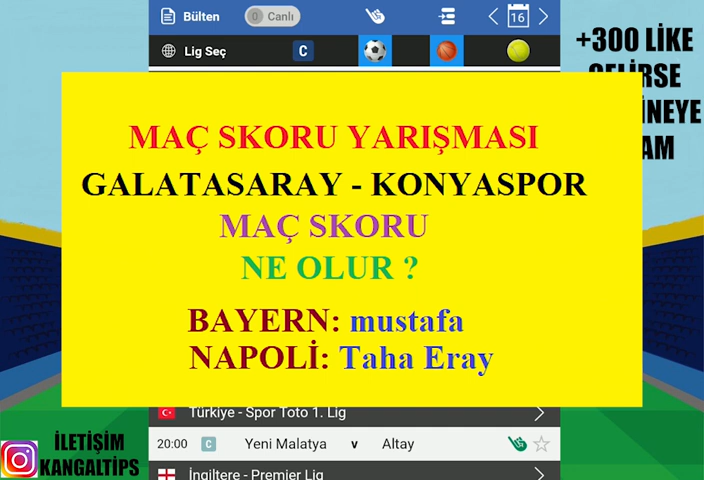 Bülten
0 Canlı
16
Lig Seç
C
+300 LİKE
MAÇ SKORU YARIŞMASI
GALATASARAY - KONYASPOR
MAÇ SKORU
NE OLUR ?
BAYERN: mustafa
NAPOLİ: Taha Eray
Türkiye - Spor Toto 1. Lig
20:00 C Yeni Malatya v Altay
İngiltere - Premier Lig
İLETİŞİM
KANGALTIPS